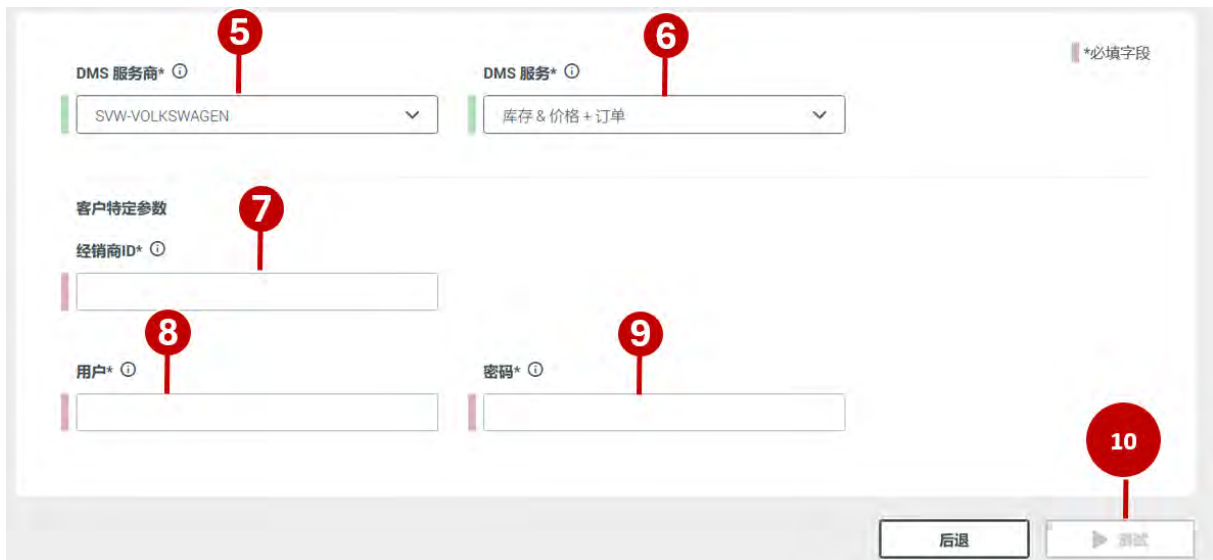 5
6
*必填字段
DMS 服务商*
DMS 服务*
SVW-VOLKSWAGEN
库存 & 价格 + 订单
客户特定参数
7
经销商ID*
8
9
用户*
密码*
10
后退
测试